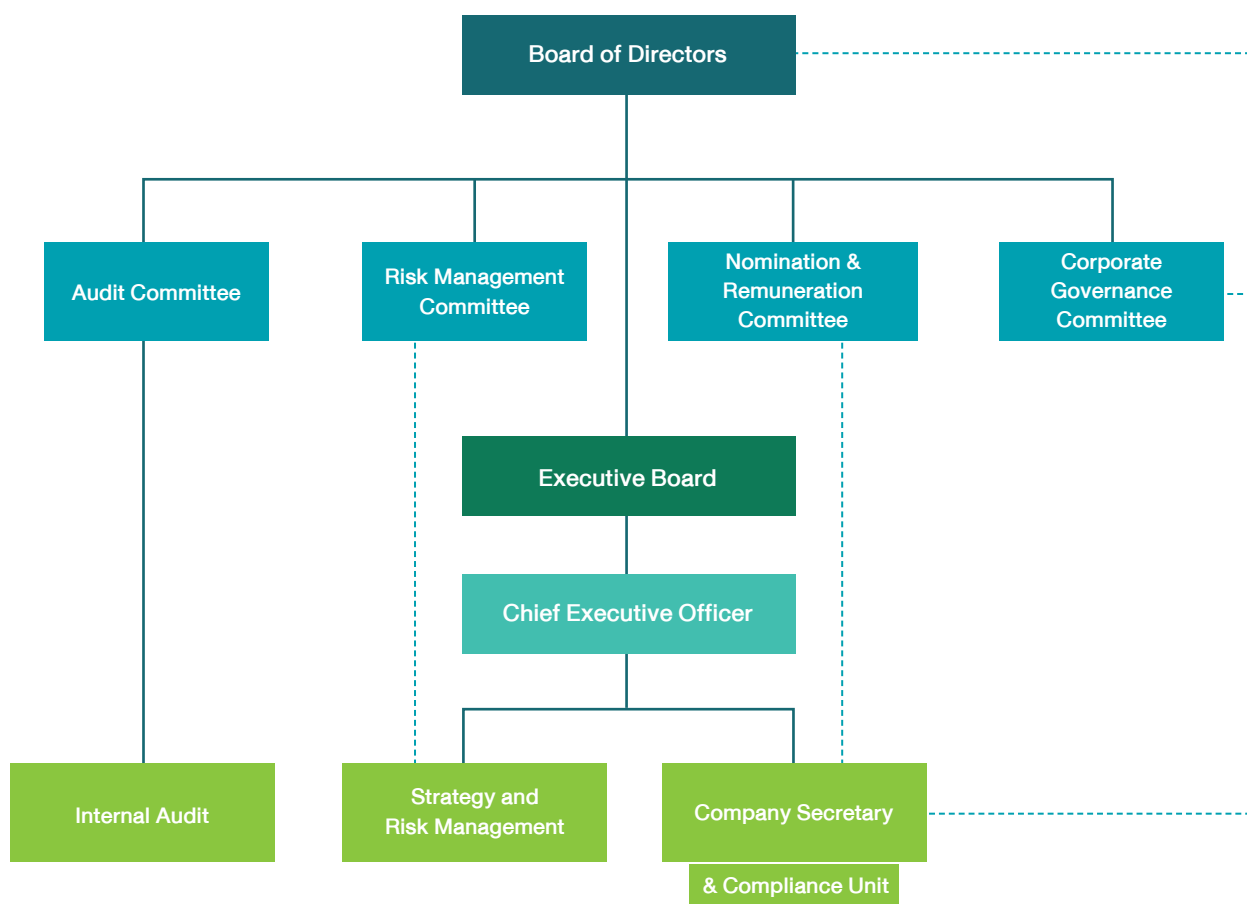 Board of Directors
Audit Committee
Risk Management
Committee
Nomination &
Remuneration
Committee
Corporate
Governance
Committee
Executive Board
Chief Executive Officer
Internal Audit
Strategy and
Risk Management
Company Secretary
& Compliance Unit